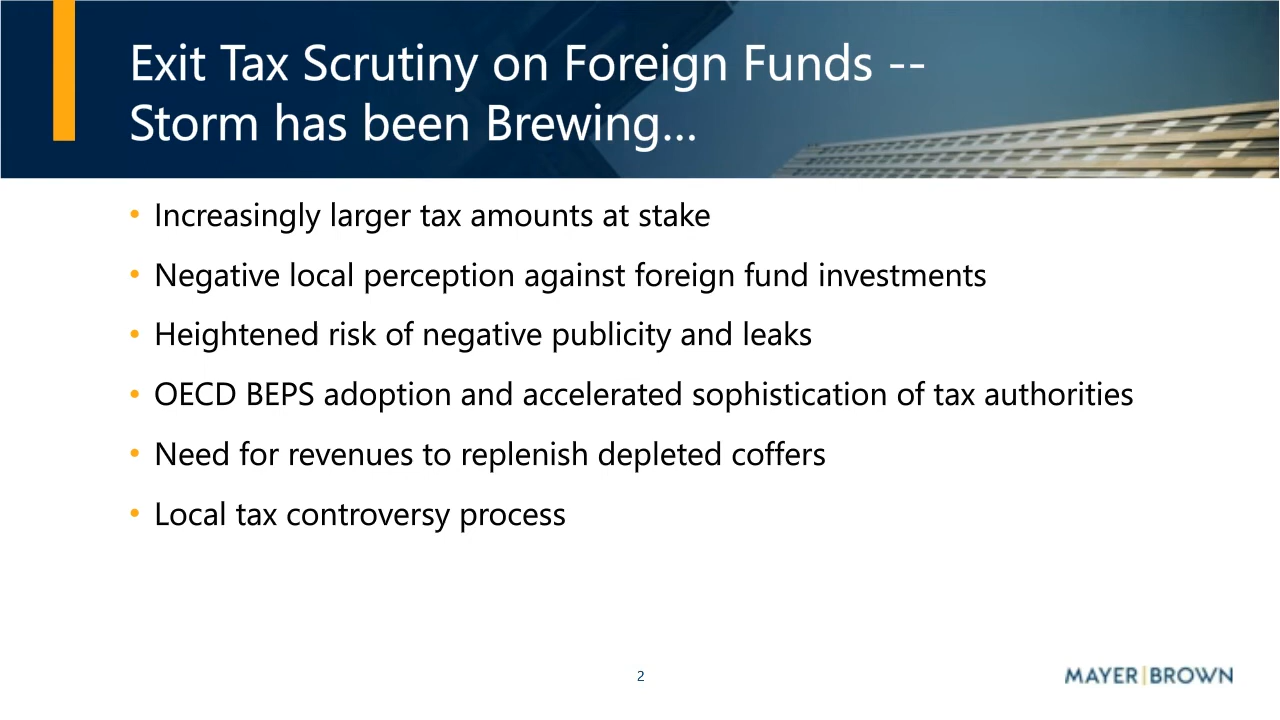 Exit Tax Scrutiny on Foreign Funds --
Storm has been Brewing...
• Increasingly larger tax amounts at stake
• Negative local perception against foreign fund investments
• Heightened risk of negative publicity and leaks
• OECD BEPS adoption and accelerated sophistication of tax authorities
• Need for revenues to replenish depleted coffers
• Local tax controversy process
2
MAYER|BROWN